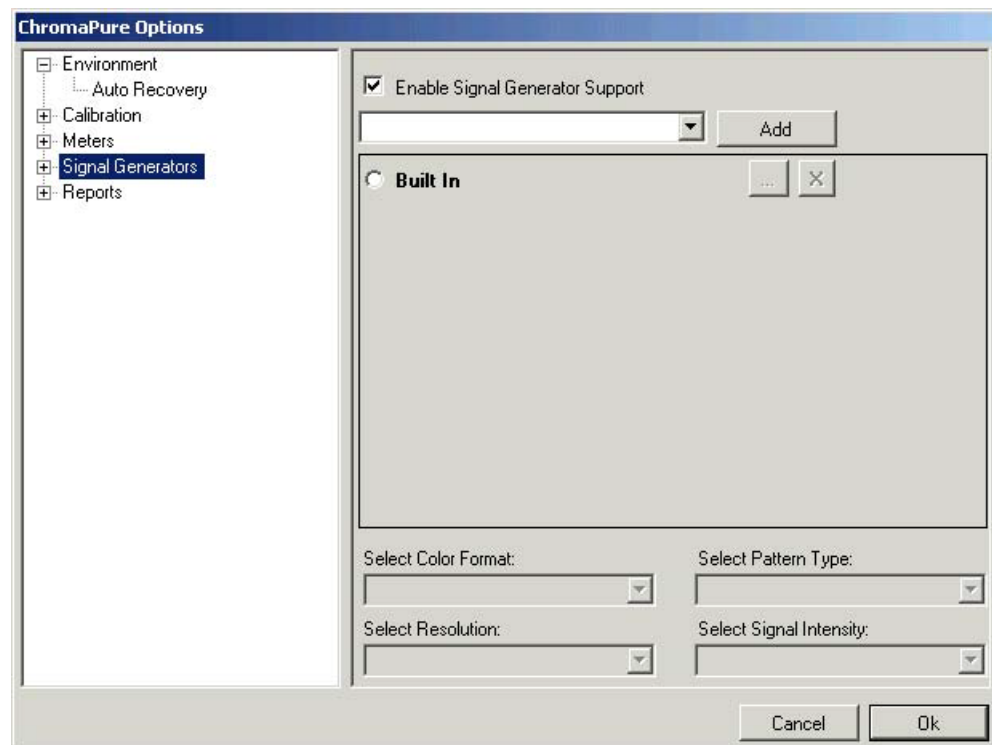 ChromaPure Options
Environment
Auto Recovery
Calibration
Meters
Signal Generators
Reports
Enable Signal Generator Support
Add
Built In
...
Select Color Format:
Select Pattern Type:
Select Resolution:
Select Signal Intensity:
Cancel
Ok